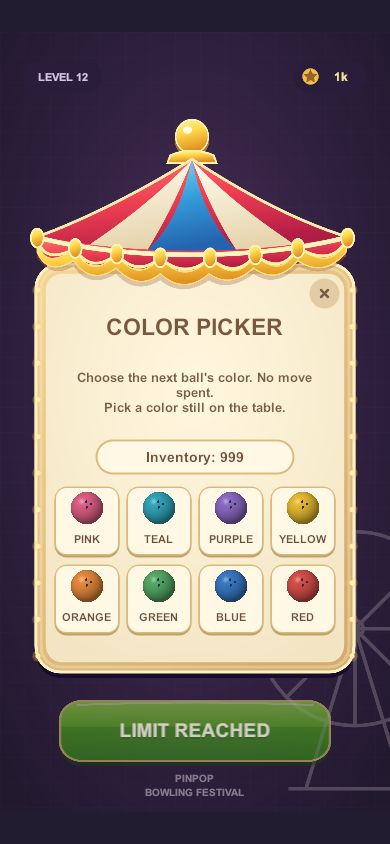 LEVEL 12
1k
COLOR PICKER
Choose the next ball's color. No move
spent.
Pick a color still on the table.
Inventory: 999
PINK
TEAL
PURPLE
YELLOW
ORANGE
GREEN
BLUE
RED
LIMIT REACHED
PINPOP
BOWLING FESTIVAL